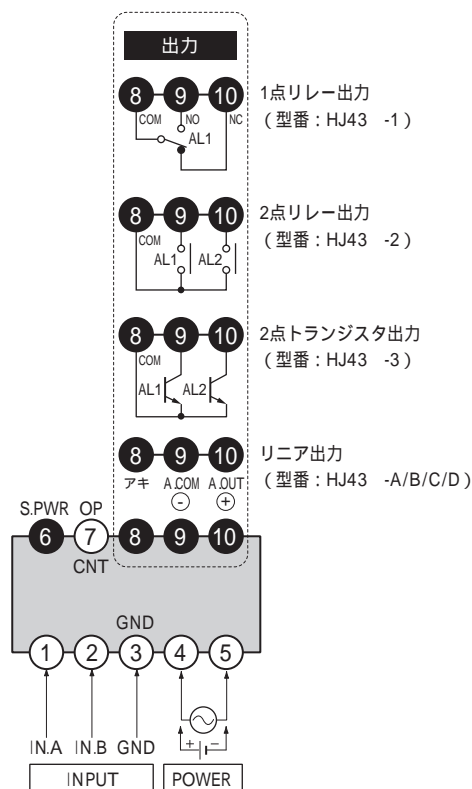 出力
8 9 10 1点リレー出力
COM NO NC (型番:HJ43 -1)
AL1
8 9 10 2点リレー出力
COM (型番:HJ43 -2)
AL1 AL2
8 9 10 2点トランジスタ出力
COM (型番:HJ43 -3)
AL1 AL2
8 9 10 リニア出力
アキ A.COM A.OUT (型番:HJ43 -A/B/C/D)
- +
S.PWR OP
6 7 8 9 10
CNT
GND
1 2 3 4 5
+ −
IN.A IN.B GND
INPUT POWER